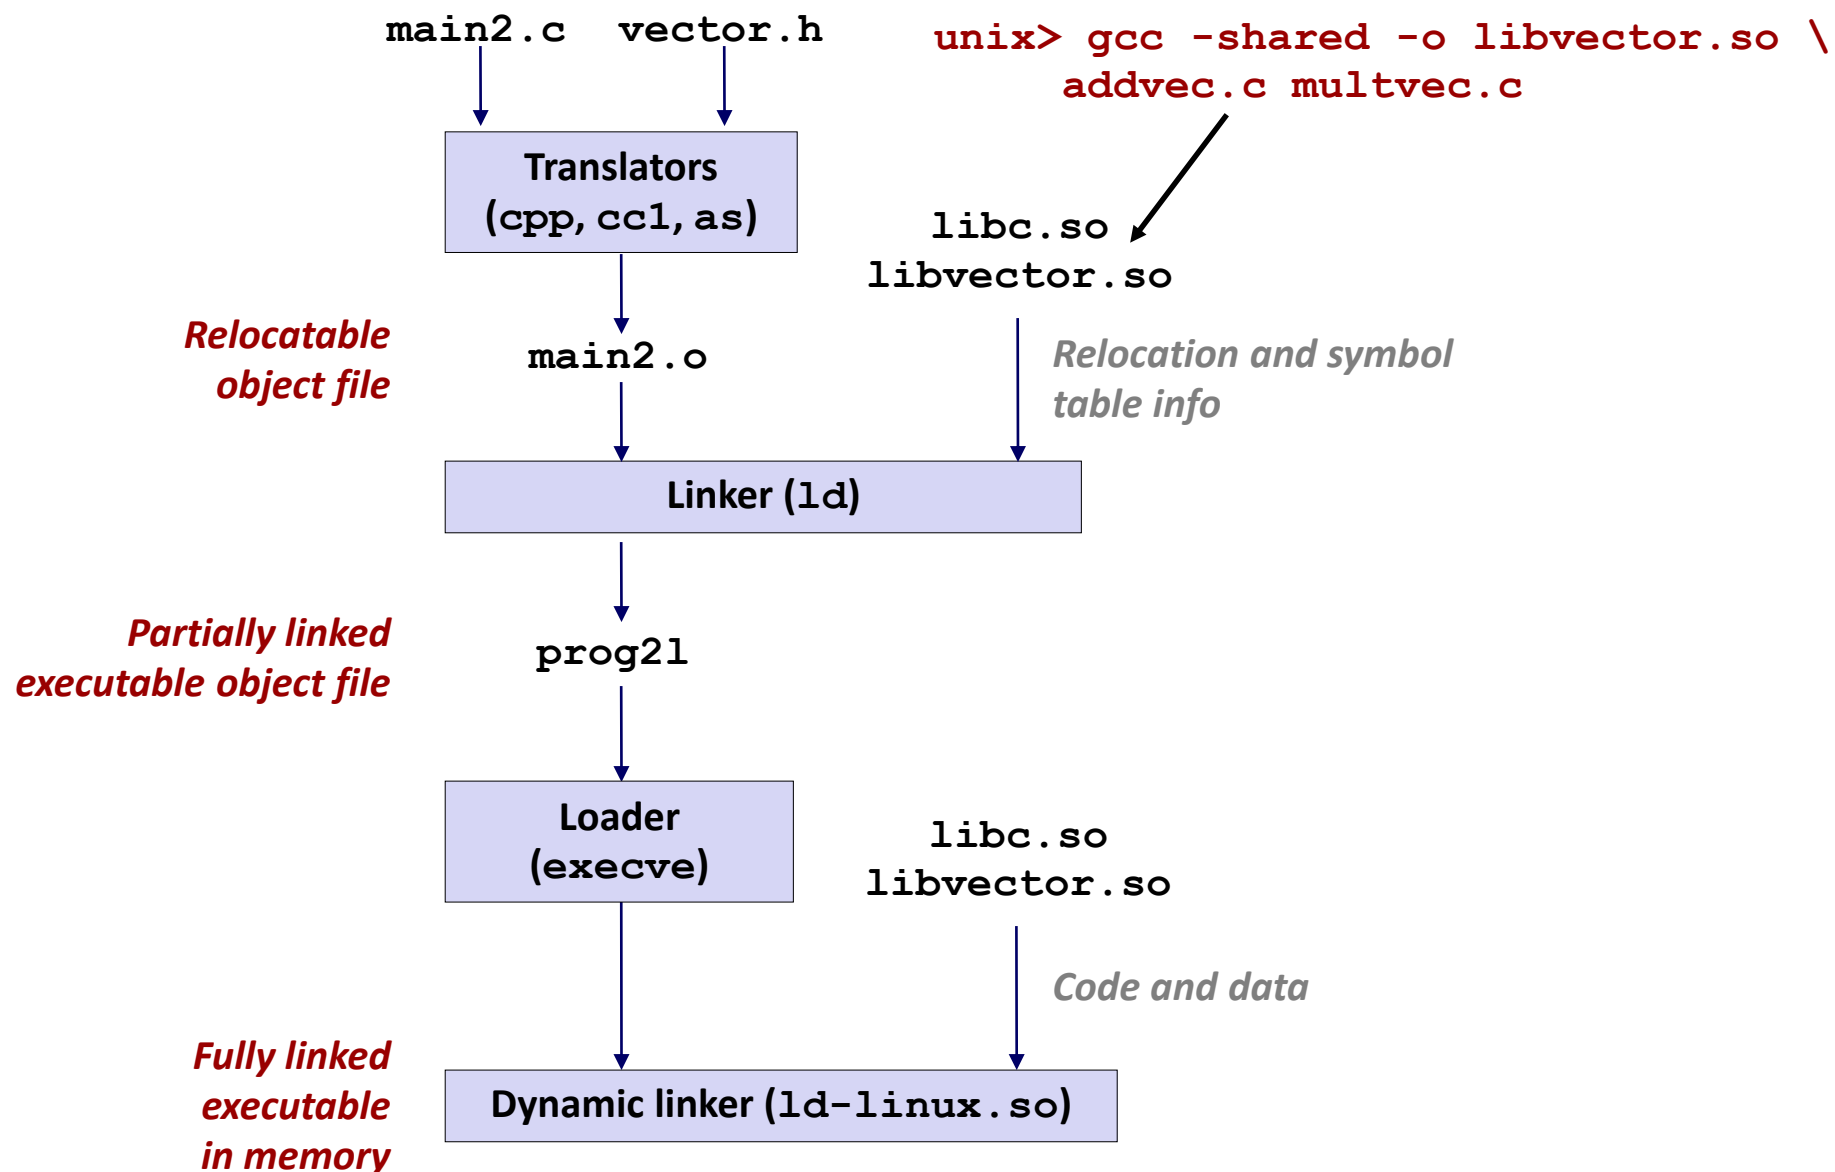 main2.c vector.h
unix> gcc -shared -o libvector.so \
addvec.c multvec.c
Translators
(cpp, cc1, as)
libc.so
libvector.so
Relocatable
object file
main2.o
Relocation and symbol
table info
Linker (ld)
Partially linked
executable object file
prog2l
Loader
(execve)
libc.so
libvector.so
Code and data
Fully linked
executable
in memory
Dynamic linker (ld-linux.so)